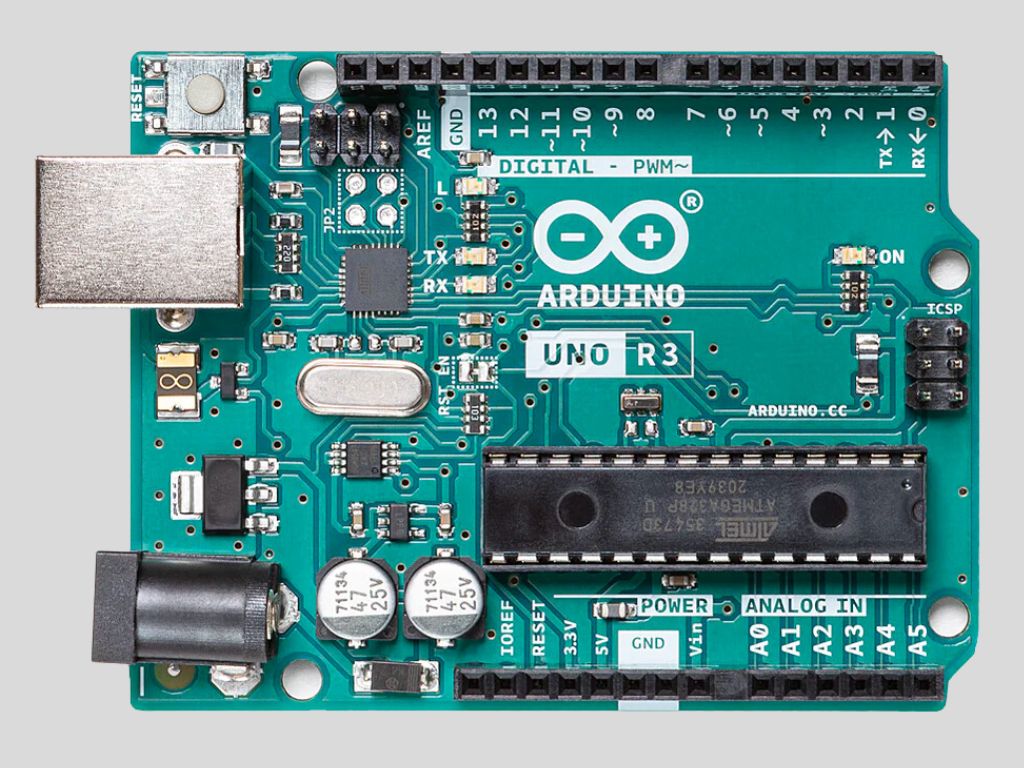 RESET
AREF
GND
13
12
~11
~10
~9
8
7
~6
~5
4
~3
2
TX→1
RX←0
DIGITAL - PWM~
L
JP2
TX
RX
®
ARDUINO
ON
ICSP
UNO R3
RST EN
ARDUINO.CC
ATMEL
35473D
ATMEGA328P U
2039YE8
71134
47
25V
71134
47
25V
POWER
ANALOG IN
IOREF
RESET
3.3V
5V
GND
Vin
A0
A1
A2
A3
A4
A5